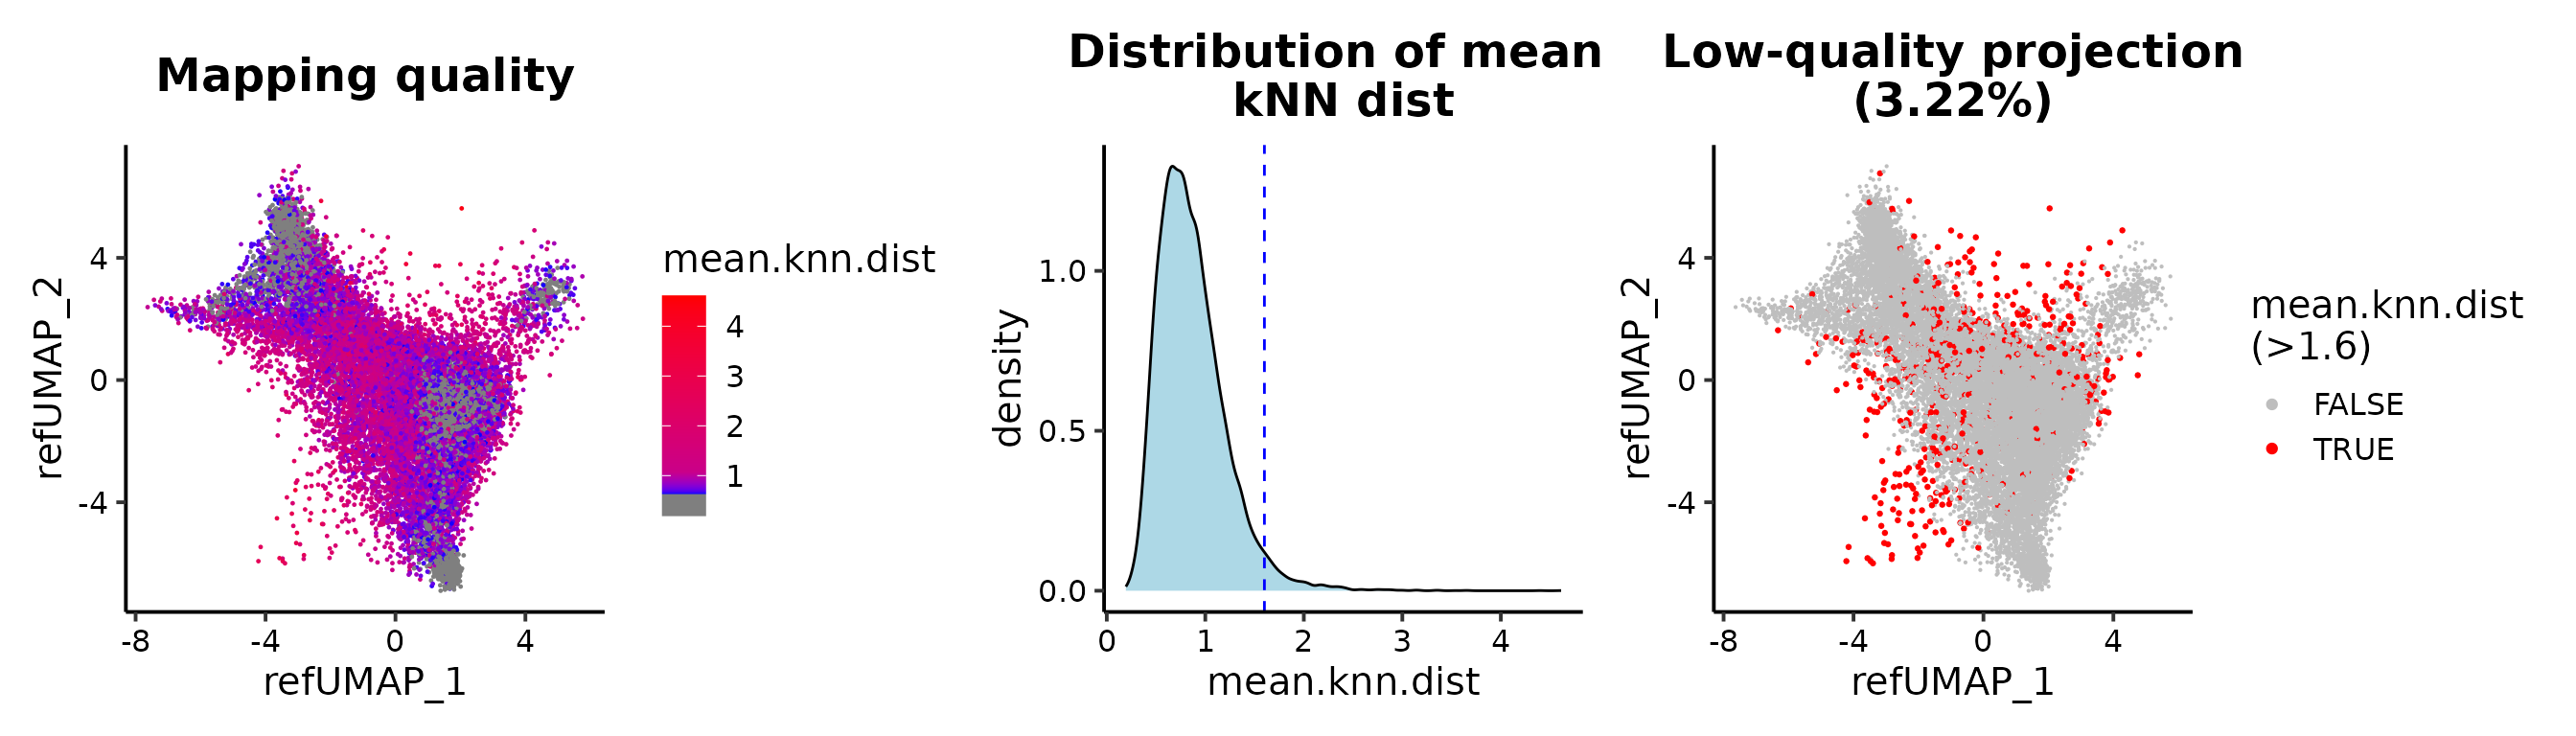 Mapping quality
refUMAP_2
4
0
-4
-8
-4
0
4
refUMAP_1
mean.knn.dist
4
3
2
1
Distribution of mean
kNN dist
density
1.0
0.5
0.0
0
1
2
3
4
mean.knn.dist
Low-quality projection
(3.22%)
refUMAP_2
4
0
-4
-8
-4
0
4
refUMAP_1
mean.knn.dist
(>1.6)
FALSE
TRUE